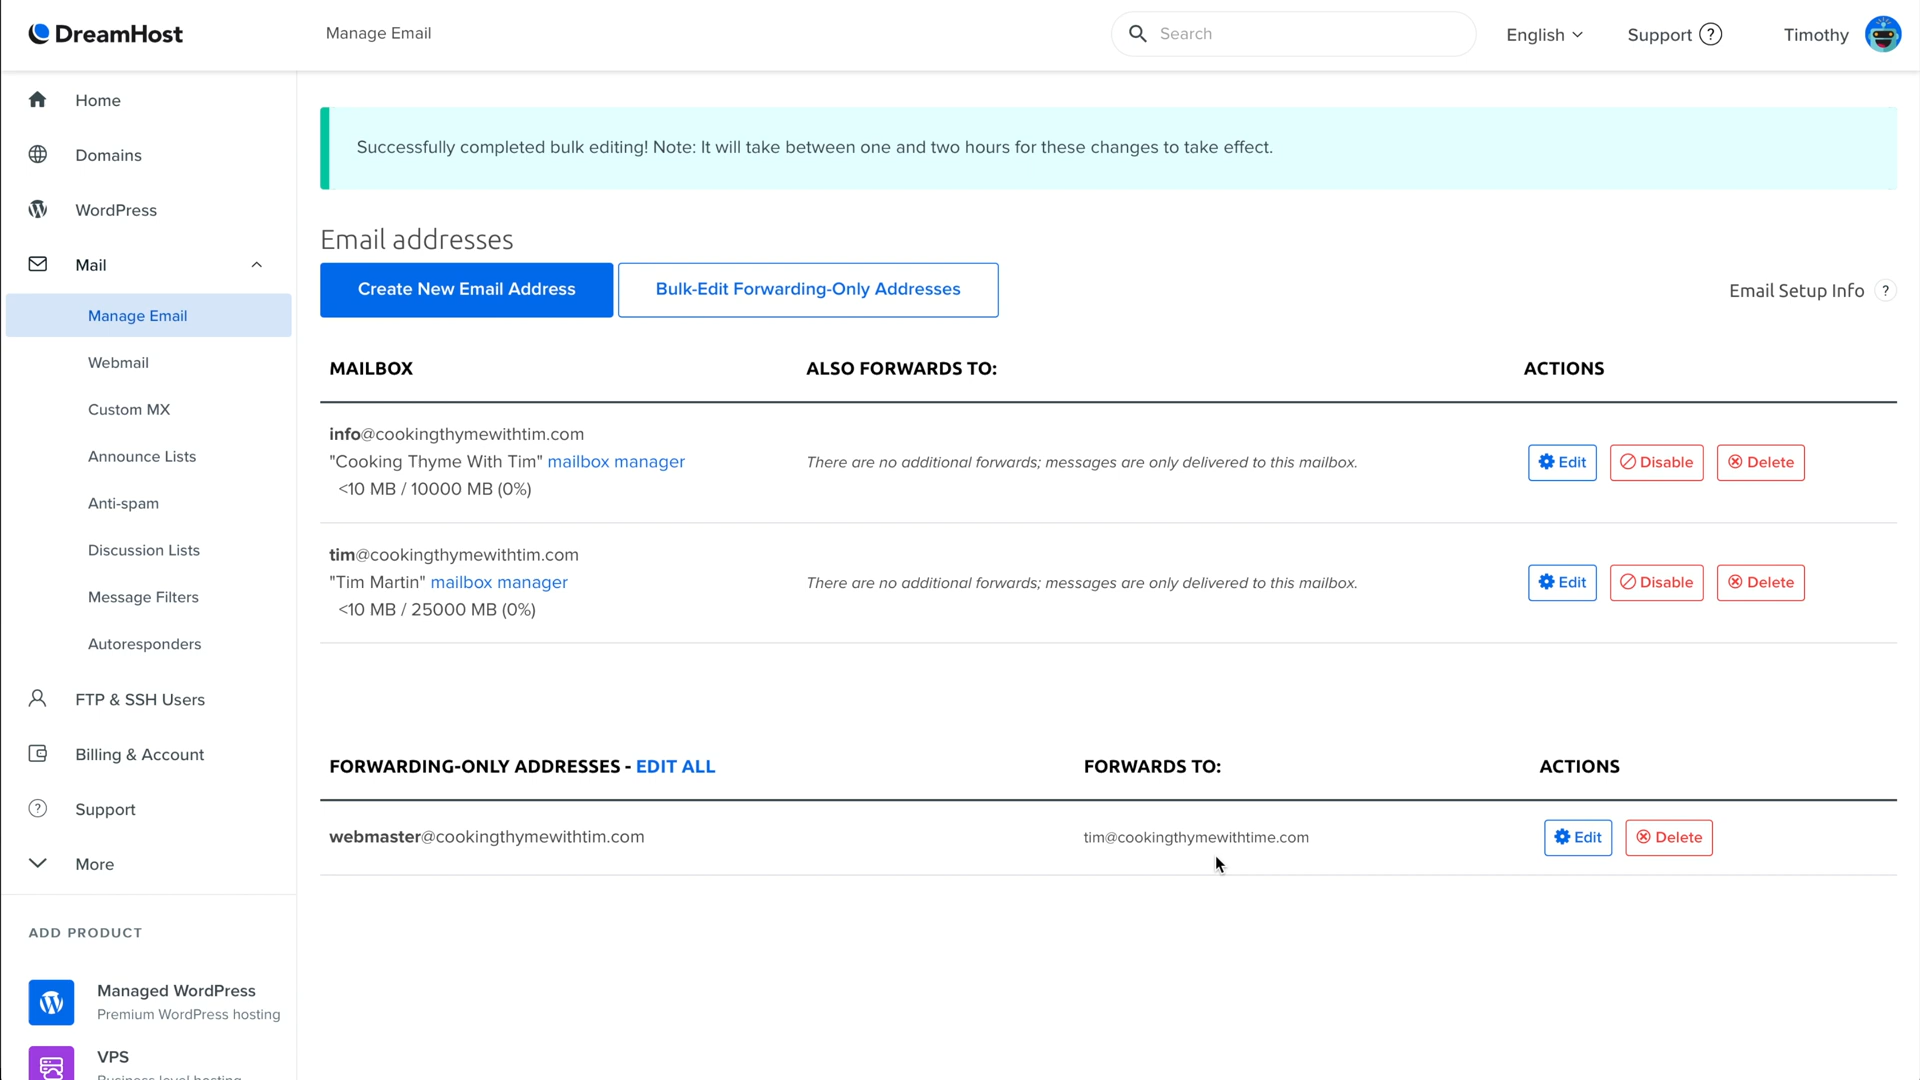 DreamHost
Manage Email
Search
English
Support ?
Timothy
Home
Domains
WordPress
Mail
Manage Email
Webmail
Custom MX
Announce Lists
Anti-spam
Discussion Lists
Message Filters
Autoresponders
FTP & SSH Users
Billing & Account
? Support
More
ADD PRODUCT
Managed WordPress
Premium WordPress hosting
VPS
Business level hosting
Successfully completed bulk editing! Note: It will take between one and two hours for these changes to take effect.
Email addresses
Create New Email Address
Bulk-Edit Forwarding-Only Addresses
Email Setup Info ?
MAILBOX ALSO FORWARDS TO: ACTIONS
info@cookingthymewithtim.com
"Cooking Thyme With Tim" mailbox manager
<10 MB / 10000 MB (0%)
There are no additional forwards; messages are only delivered to this mailbox.
Edit Disable Delete
tim@cookingthymewithtim.com
"Tim Martin" mailbox manager
<10 MB / 25000 MB (0%)
There are no additional forwards; messages are only delivered to this mailbox.
Edit Disable Delete
FORWARDING-ONLY ADDRESSES - EDIT ALL FORWARDS TO: ACTIONS
webmaster@cookingthymewithtim.com tim@cookingthymewithtime.com Edit Delete